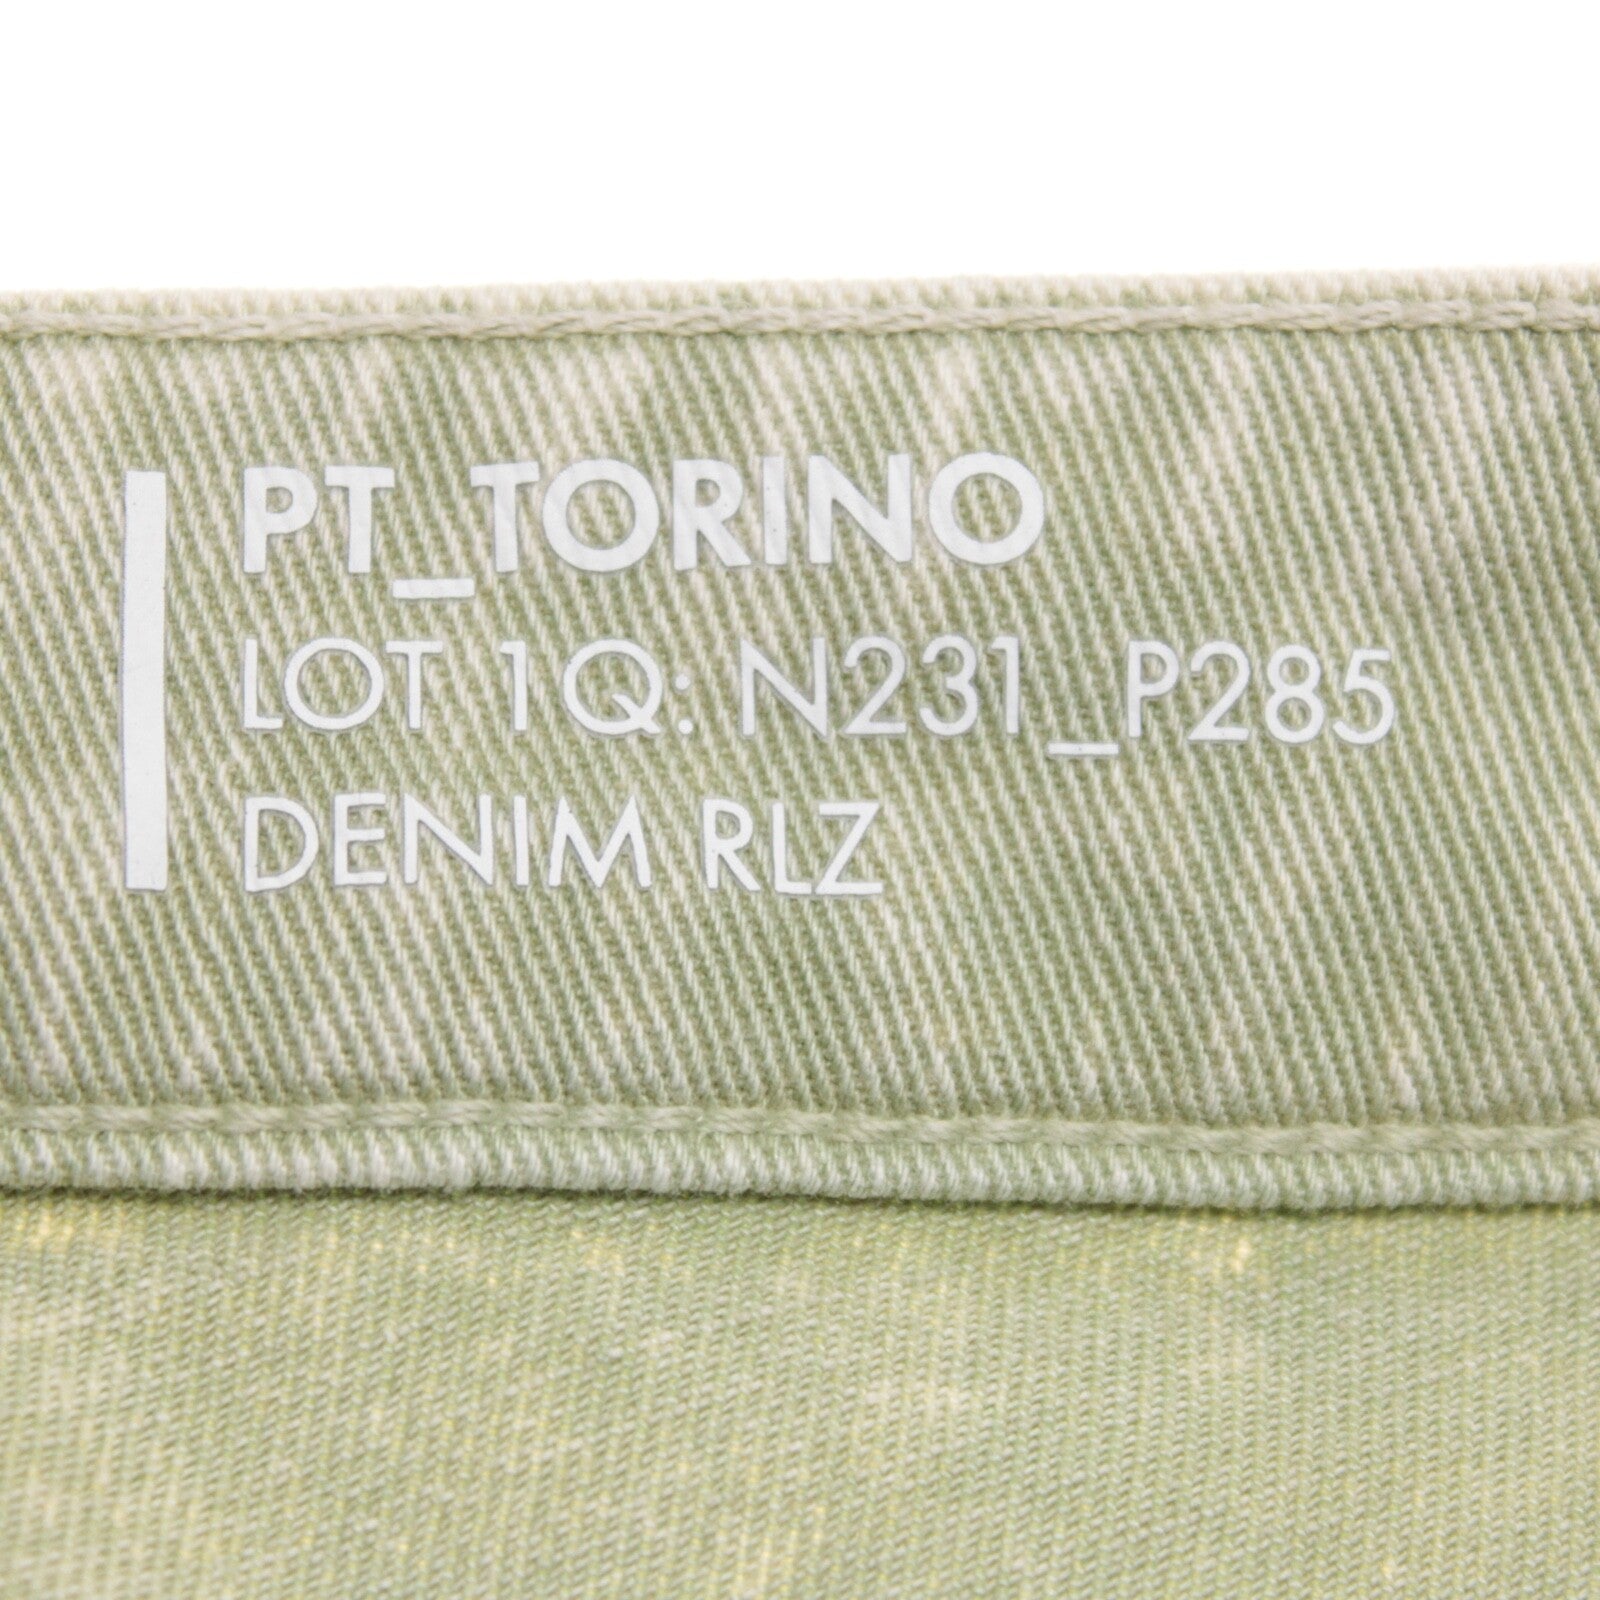 PT_TORINO
LOT 1Q: N231_P285
DENIM RLZ